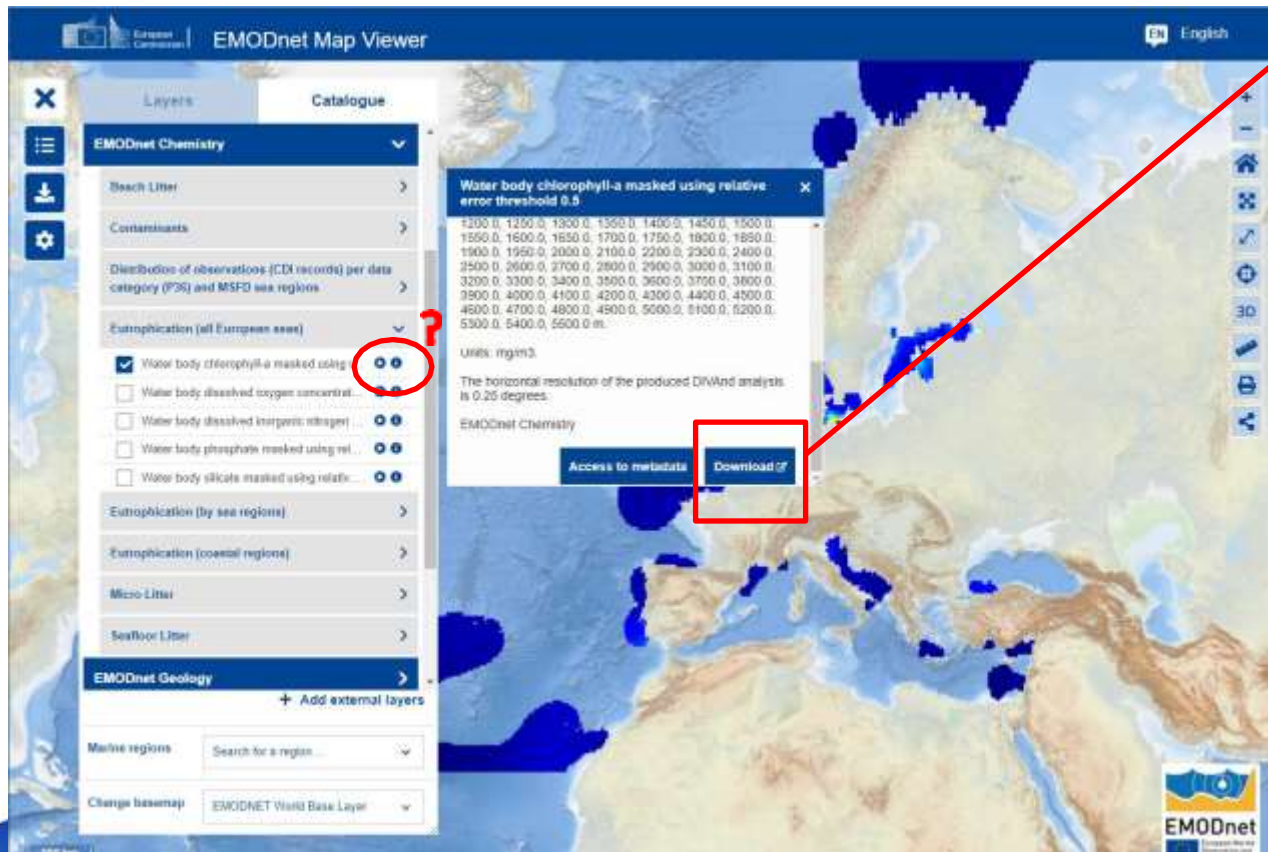 European
Commission
EMODnet Map Viewer
EN English
Layers
Catalogue
EMODnet Chemistry
Beach Litter
Contaminants
Distribution of observations (CDI records) per data
category (P36) and MSFD sea regions
Eutrophication (all European seas)
?
Water body chlorophyll-a masked using
Water body dissolved oxygen concentrat...
Water body dissolved inorganic nitrogen ...
Water body phosphate masked using rel...
Water body silicate masked using relativ...
Eutrophication (by sea regions)
Eutrophication (coastal regions)
Micro Litter
Seafloor Litter
EMODnet Geology
+ Add external layers
Marine regions
Search for a region ...
Change basemap
EMODNET World Base Layer
Water body chlorophyll-a masked using relative
error threshold 0.5
1200.0, 1250.0, 1300.0, 1350.0, 1400.0, 1450.0, 1500.0,
1550.0, 1600.0, 1650.0, 1700.0, 1750.0, 1800.0, 1850.0,
1900.0, 1950.0, 2000.0, 2100.0, 2200.0, 2300.0, 2400.0,
2500.0, 2600.0, 2700.0, 2800.0, 2900.0, 3000.0, 3100.0,
3200.0, 3300.0, 3400.0, 3500.0, 3600.0, 3700.0, 3800.0,
3900.0, 4000.0, 4100.0, 4200.0, 4300.0, 4400.0, 4500.0,
4600.0, 4700.0, 4800.0, 4900.0, 5000.0, 5100.0, 5200.0,
5300.0, 5400.0, 5500.0 m.
Units: mg/m3.
The horizontal resolution of the produced DIVAnd analysis
is 0.25 degrees.
EMODnet Chemistry
Access to metadata
Download
+
-
3D
EMODnet
European Marine